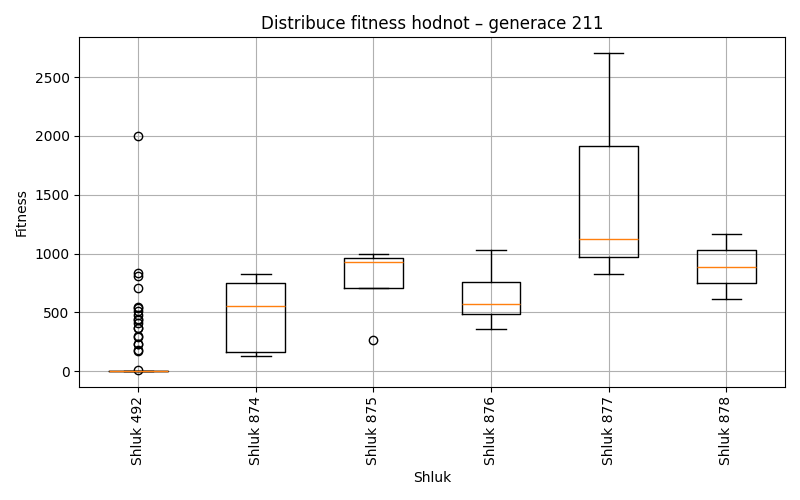 Distribuce fitness hodnot – generace 211
Fitness
2500
2000
1500
1000
500
0
Shluk 492
Shluk 874
Shluk 875
Shluk 876
Shluk 877
Shluk 878
Shluk